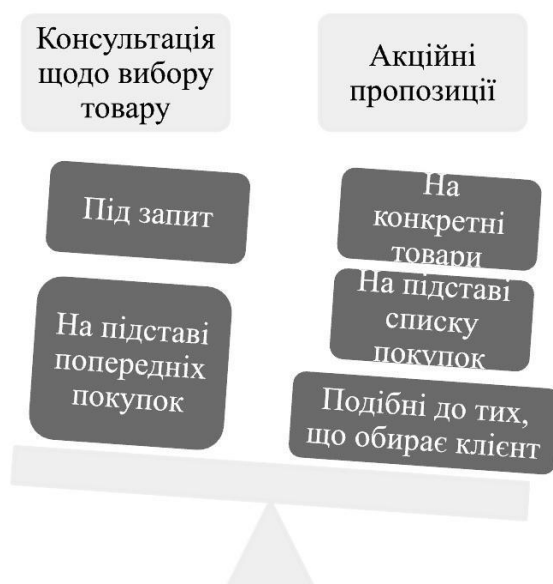 Консультація
щодо вибору
товару
Під запит
На підставі
попередніх
покупок
Акційні
пропозиції
На
конкретні
товари
На підставі
списку
покупок
Подібні до тих,
що обирає клієнт